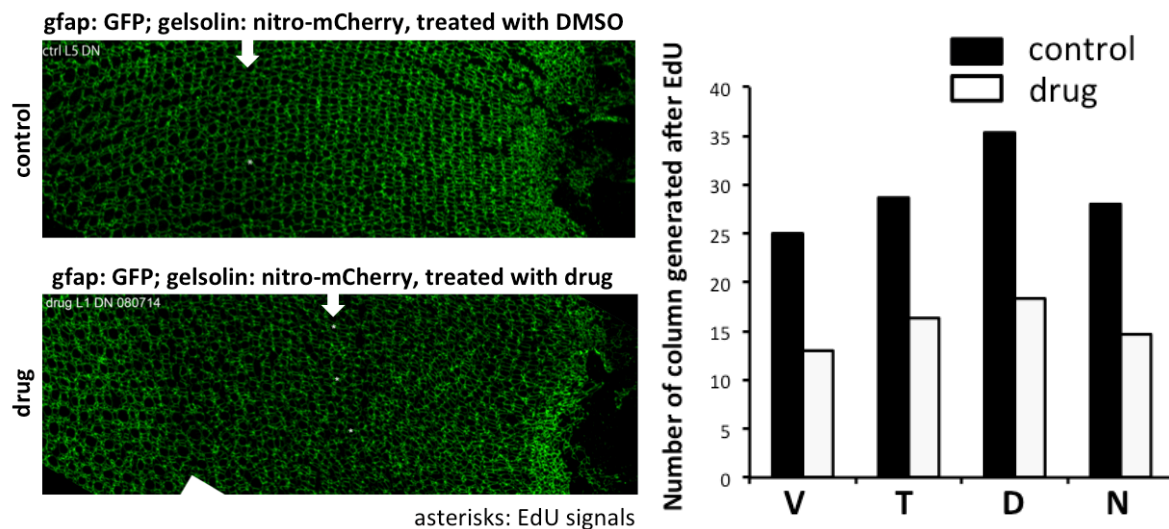 gfap: GFP; gelsolin: nitro-mCherry, treated with DMSO
ctrl L5 DN
control
gfap: GFP; gelsolin: nitro-mCherry, treated with drug
drug L1 DN 080714
drug
asterisks: EdU signals
control
drug
Number of column generated after EdU
40
35
30
25
20
15
10
5
0
V T D N